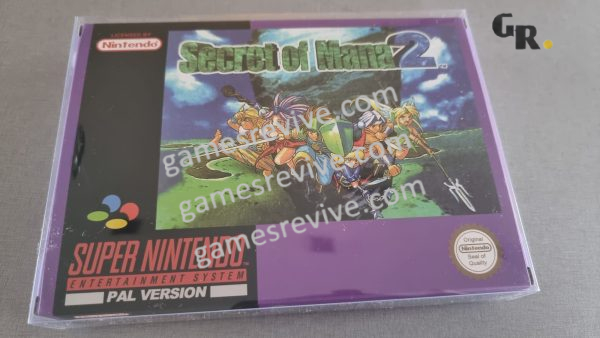 GR.
LICENSED BY
Nintendo
Secret of Mana 2
TM
gamesrevive.com
gamesrevive.com
gamesrevive.com
SUPER NINTENDO
ENTERTAINMENT SYSTEM
PAL VERSION
Original
Nintendo
Seal of
Quality